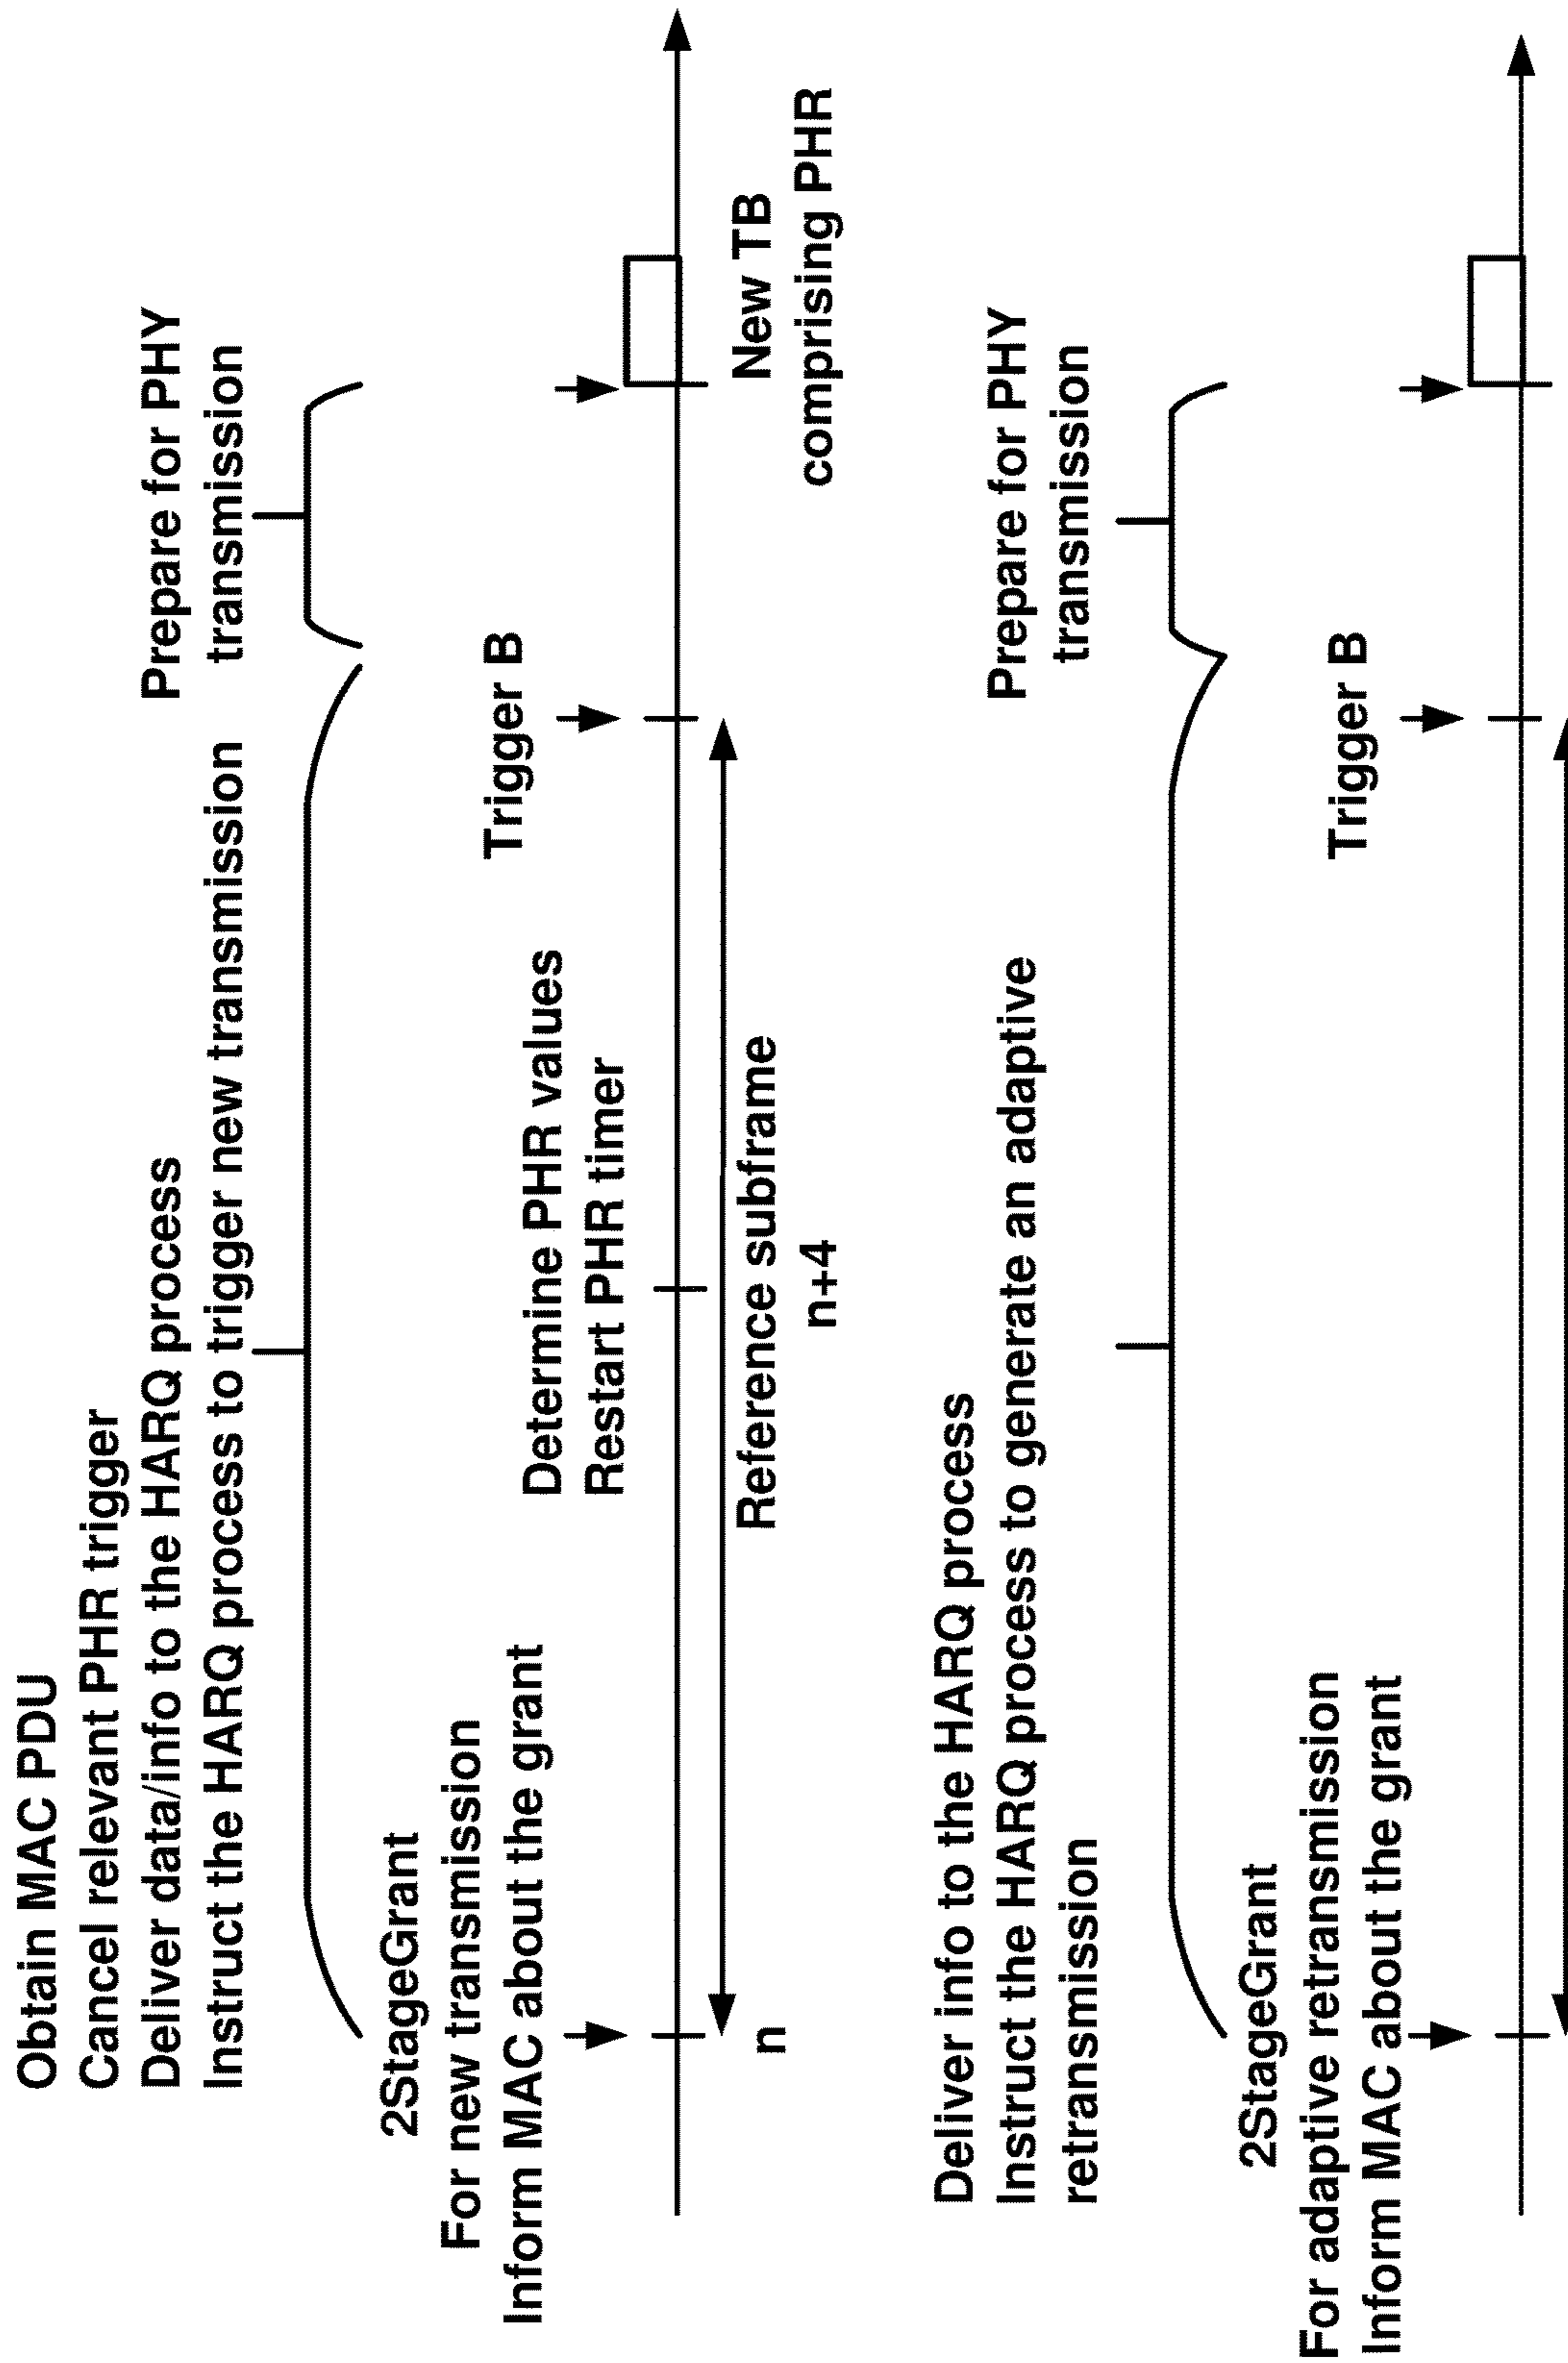 Obtain MAC PDU
Cancel relevant PHR trigger
Deliver data/info to the HARQ process
Instruct the HARQ process to trigger new transmission
Prepare for PHY
transmission
2StageGrant
For new transmission
Inform MAC about the grant
Determine PHR values
Restart PHR timer
Trigger B
n
Reference subframe
n+4
New TB
comprising PHR
Deliver info to the HARQ process
Instruct the HARQ process to generate an adaptive
retransmission
Prepare for PHY
transmission
2StageGrant
For adaptive retransmission
Inform MAC about the grant
Trigger B